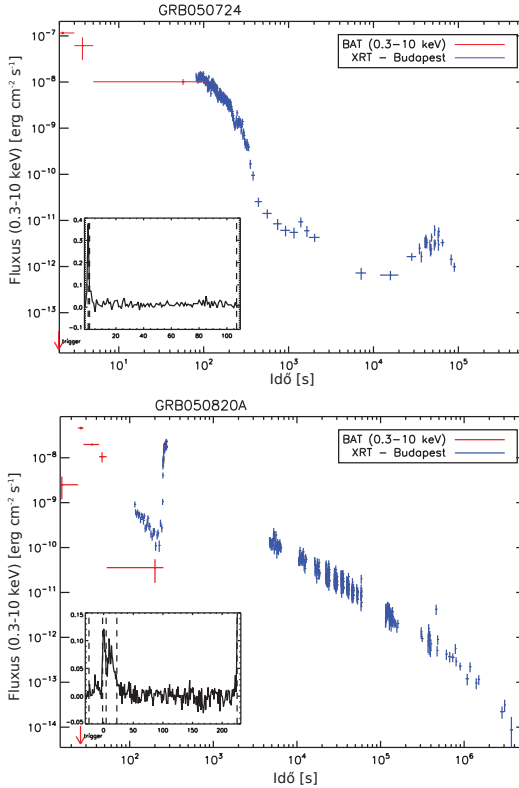 GRB050724
BAT (0.3−10 keV)
XRT − Budapest
Fluxus (0.3-10 keV) [erg cm⁻² s⁻¹]
10⁻⁷
10⁻⁸
10⁻⁹
10⁻¹⁰
10⁻¹¹
10⁻¹²
10⁻¹³
0.4
0.3
0.2
0.1
0.0
−0.1
20 40 60 80 100
trigger
10¹ 10² 10³ 10⁴ 10⁵
Idő [s]
GRB050820A
BAT (0.3−10 keV)
XRT − Budapest
Fluxus (0.3-10 keV) [erg cm⁻² s⁻¹]
10⁻⁸
10⁻⁹
10⁻¹⁰
10⁻¹¹
10⁻¹²
10⁻¹³
10⁻¹⁴
0.15
0.10
0.05
0.00
−0.05
0 50 100 150 200
trigger
10² 10³ 10⁴ 10⁵ 10⁶
Idő [s]